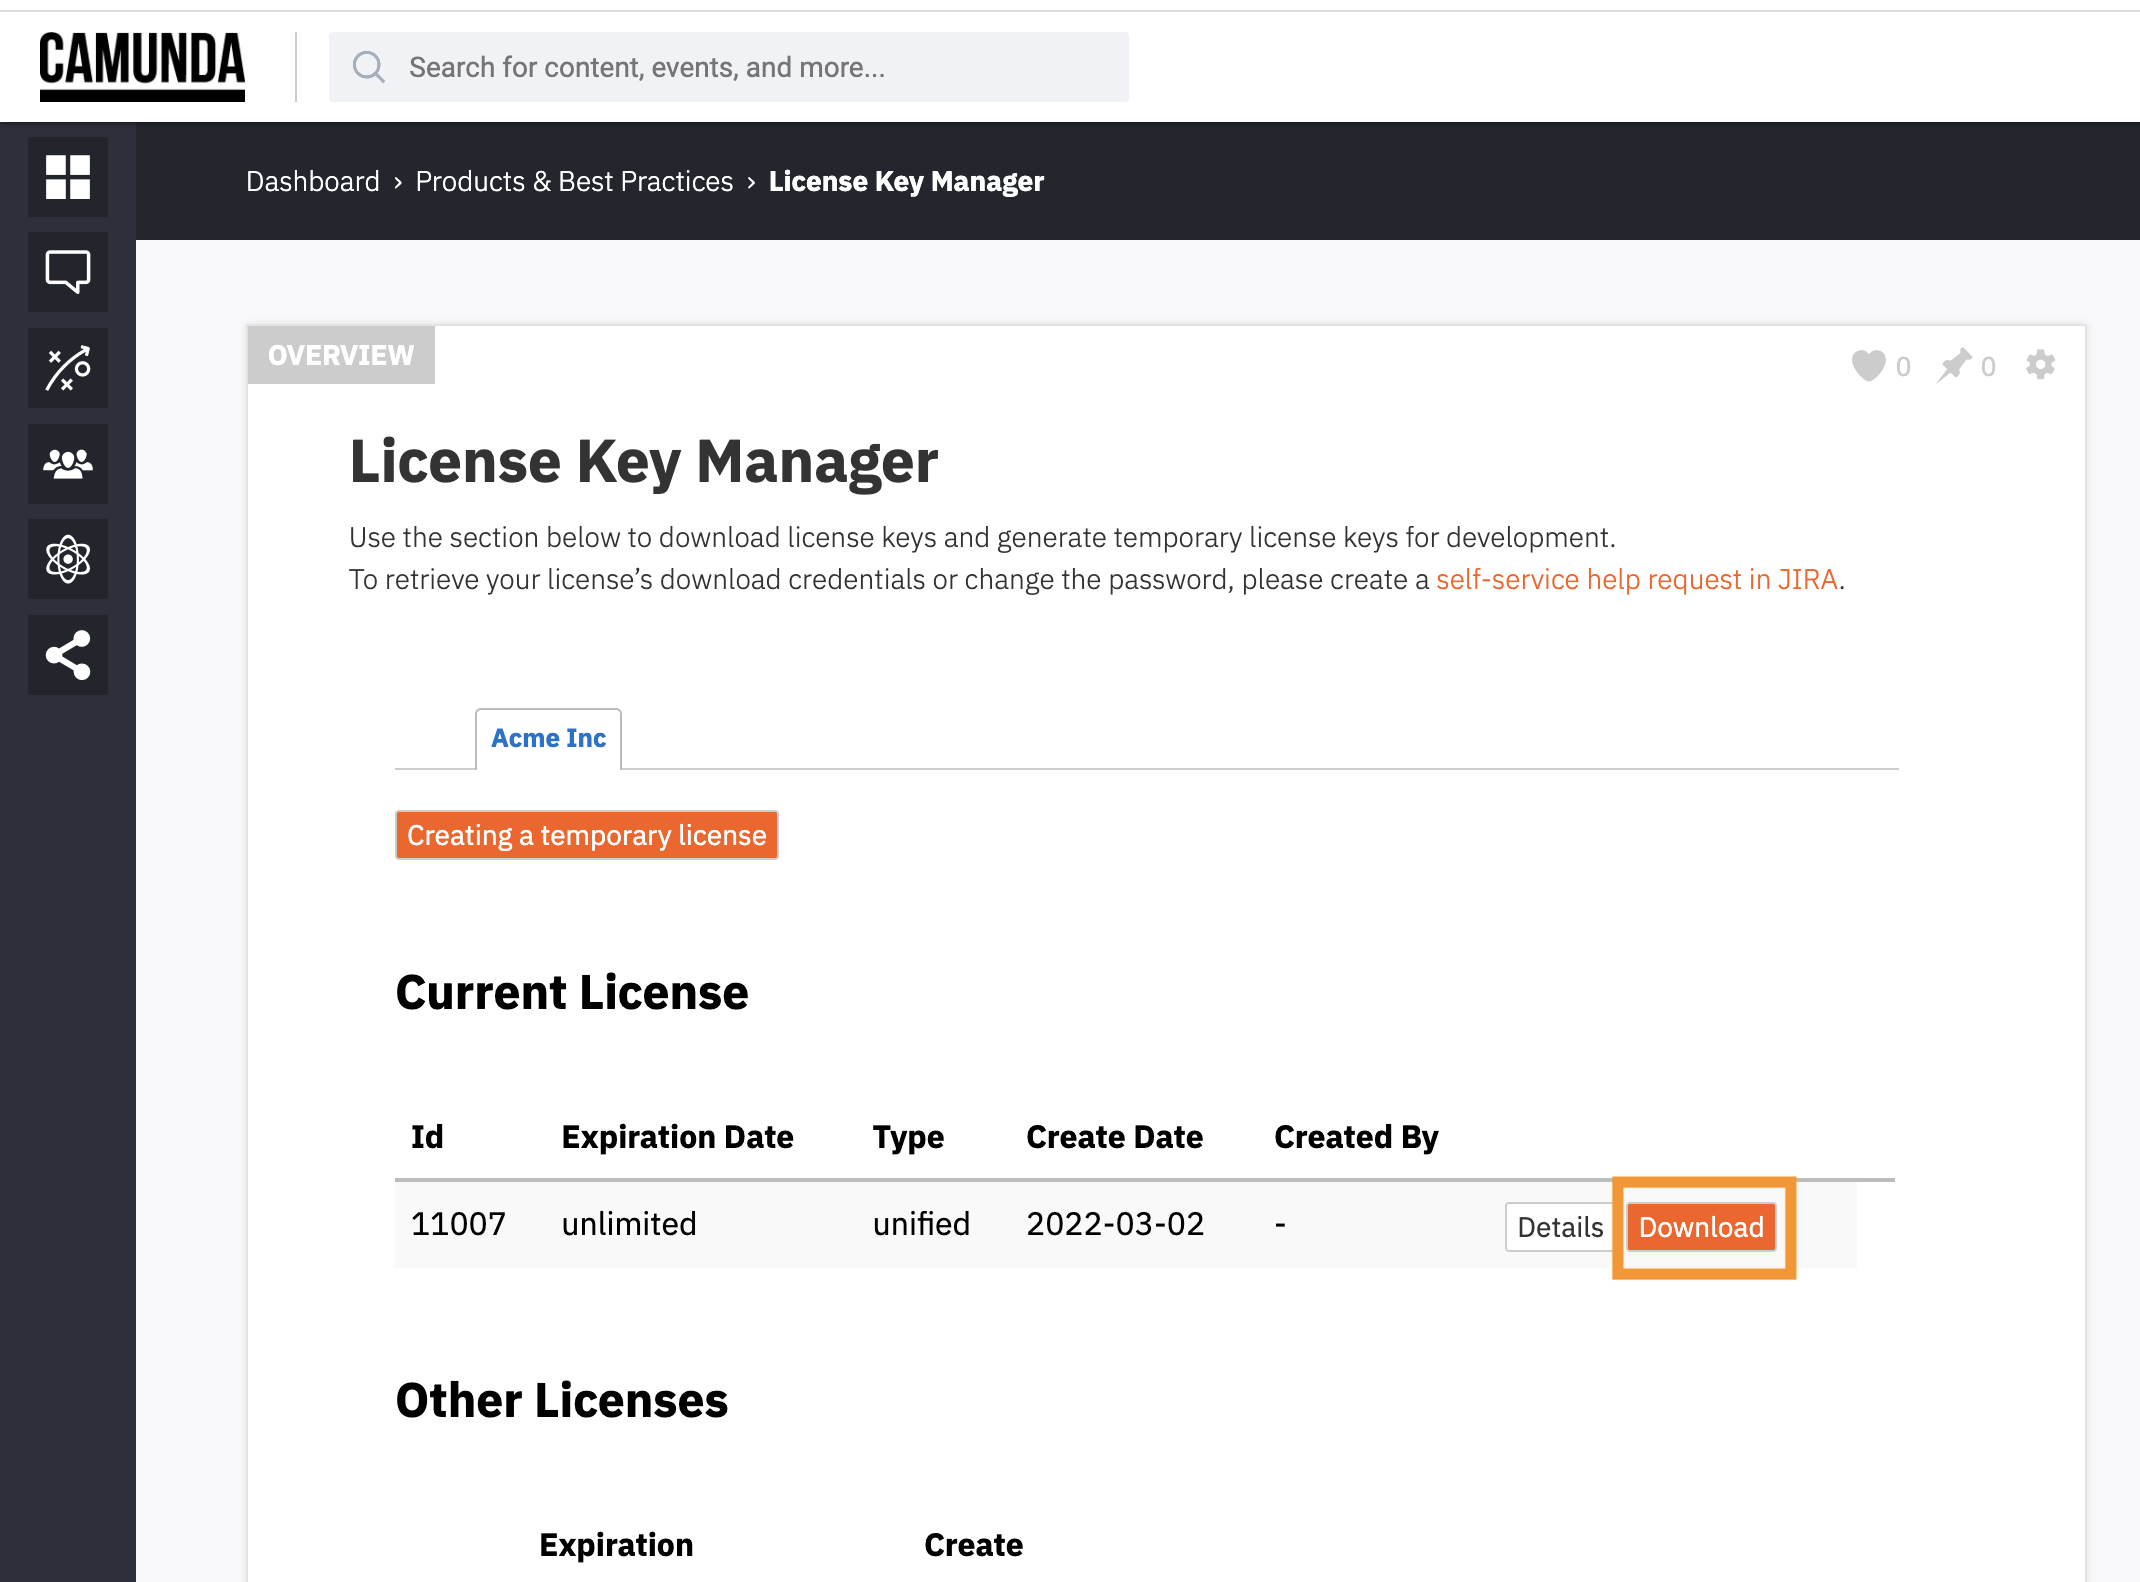 CAMUNDA
Search for content, events, and more...
Dashboard › Products & Best Practices › License Key Manager
OVERVIEW
0 0
License Key Manager
Use the section below to download license keys and generate temporary license keys for development.
To retrieve your license’s download credentials or change the password, please create a self-service help request in JIRA.
Acme Inc
Creating a temporary license
Current License
Id Expiration Date Type Create Date Created By
11007 unlimited unified 2022-03-02 - Details Download
Other Licenses
Expiration Create